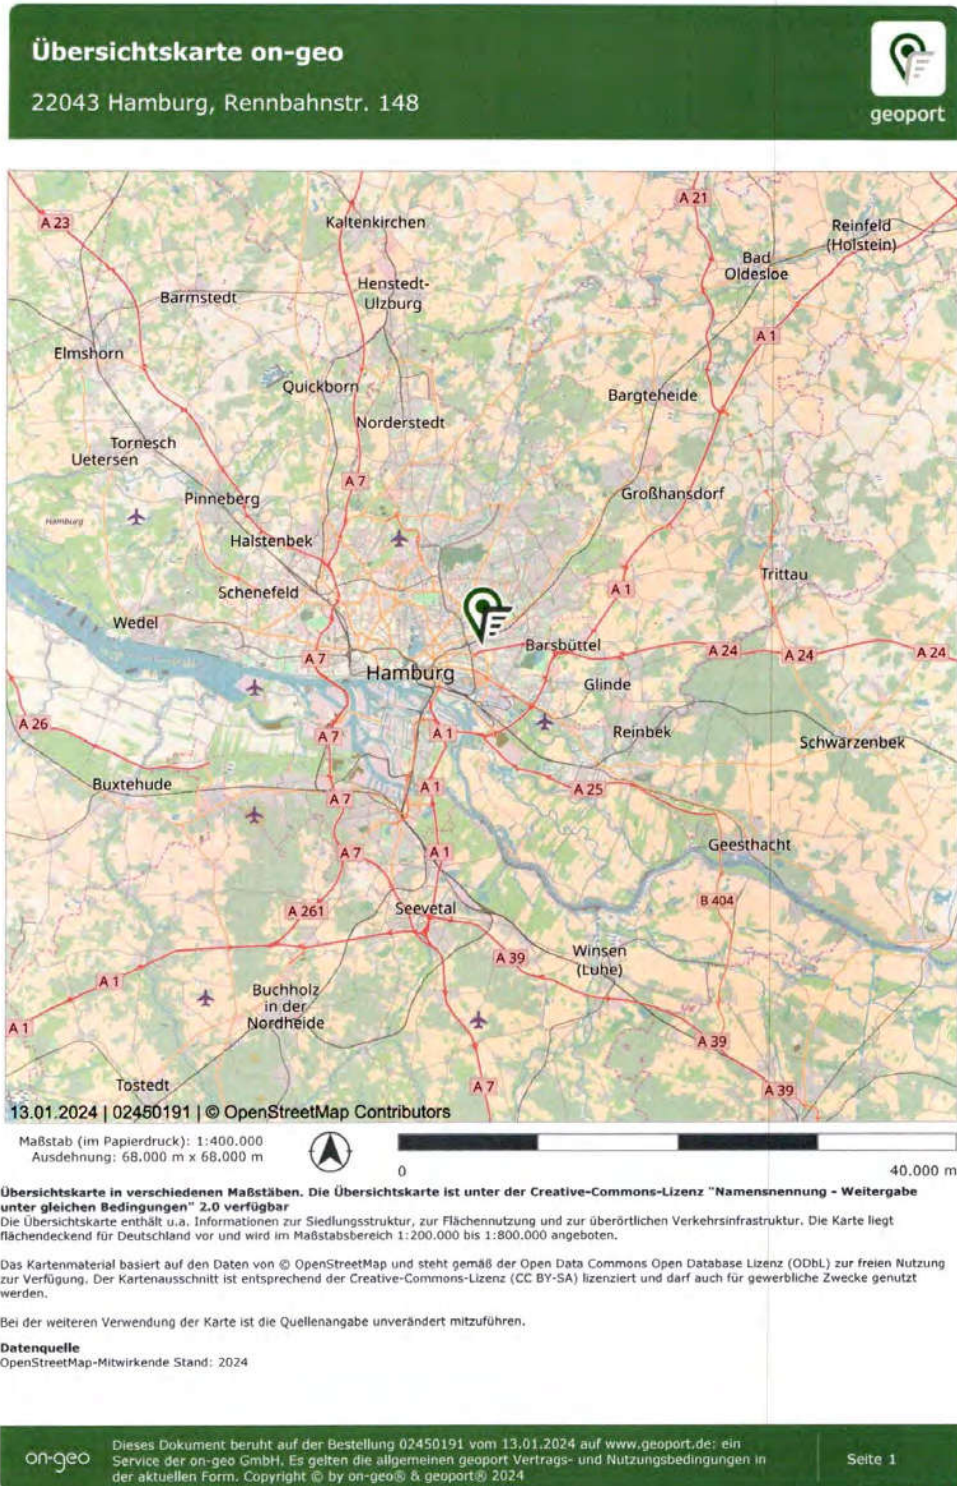 Übersichtskarte on-geo
22043 Hamburg, Rennbahnstr. 148
geoport
A 23
Kaltenkirchen
A 21
Reinfeld
(Holstein)
Bad
Oldesloe
Henstedt-
Ulzburg
Barmstedt
A 1
Elmshorn
Quickborn
Bargteheide
Norderstedt
Tornesch
Uetersen
A 7
Pinneberg
Großhansdorf
Hamburg
Halstenbek
Schenefeld
Trittau
A 1
Wedel
Barsbüttel
A 7
Hamburg
A 24
A 24
A 24
Glinde
A 26
A 7
A 1
Reinbek
Schwarzenbek
Buxtehude
A 7
A 1
A 25
A 7
A 1
Geesthacht
A 261
Seevetal
B 404
A 39
Winsen
(Luhe)
A 1
Buchholz
in der
Nordheide
A 1
A 39
Tostedt
A 7
A 39
13.01.2024 | 02450191 | © OpenStreetMap Contributors
Maßstab (im Papierdruck): 1:400.000
Ausdehnung: 68.000 m x 68.000 m
0
40.000 m
Übersichtskarte in verschiedenen Maßstäben. Die Übersichtskarte ist unter der Creative-Commons-Lizenz "Namensnennung - Weitergabe
unter gleichen Bedingungen" 2.0 verfügbar
Die Übersichtskarte enthält u.a. Informationen zur Siedlungsstruktur, zur Flächennutzung und zur überörtlichen Verkehrsinfrastruktur. Die Karte liegt
flächendeckend für Deutschland vor und wird im Maßstabsbereich 1:200.000 bis 1:800.000 angeboten.
Das Kartenmaterial basiert auf den Daten von © OpenStreetMap und steht gemäß der Open Data Commons Open Database Lizenz (ODbL) zur freien Nutzung
zur Verfügung. Der Kartenausschnitt ist entsprechend der Creative-Commons-Lizenz (CC BY-SA) lizenziert und darf auch für gewerbliche Zwecke genutzt
werden.
Bei der weiteren Verwendung der Karte ist die Quellenangabe unverändert mitzuführen.
Datenquelle
OpenStreetMap-Mitwirkende Stand: 2024
on-geo
Dieses Dokument beruht auf der Bestellung 02450191 vom 13.01.2024 auf www.geoport.de: ein
Service der on-geo GmbH. Es gelten die allgemeinen geoport Vertrags- und Nutzungsbedingungen in
der aktuellen Form. Copyright © by on-geo® & geoport® 2024
Seite 1